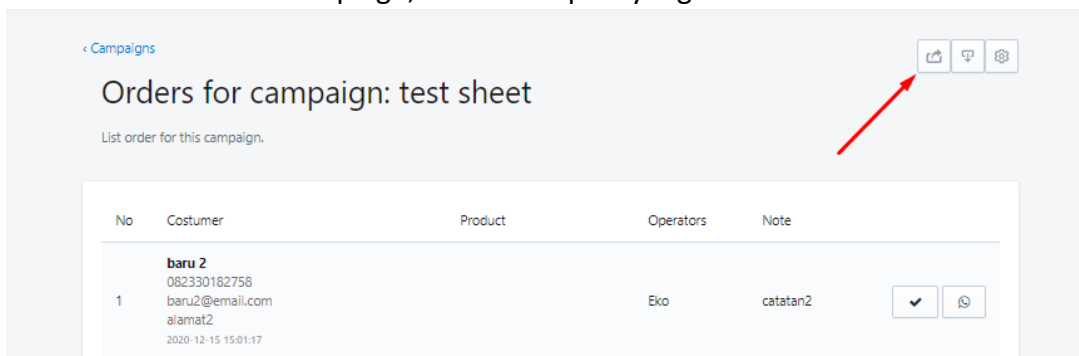 ‹ Campaigns
Orders for campaign: test sheet
List order for this campaign.
No Costumer Product Operators Note
baru 2
082330182758
1 baru2@email.com Eko catatan2
alamat2
2020-12-15 15:01:17